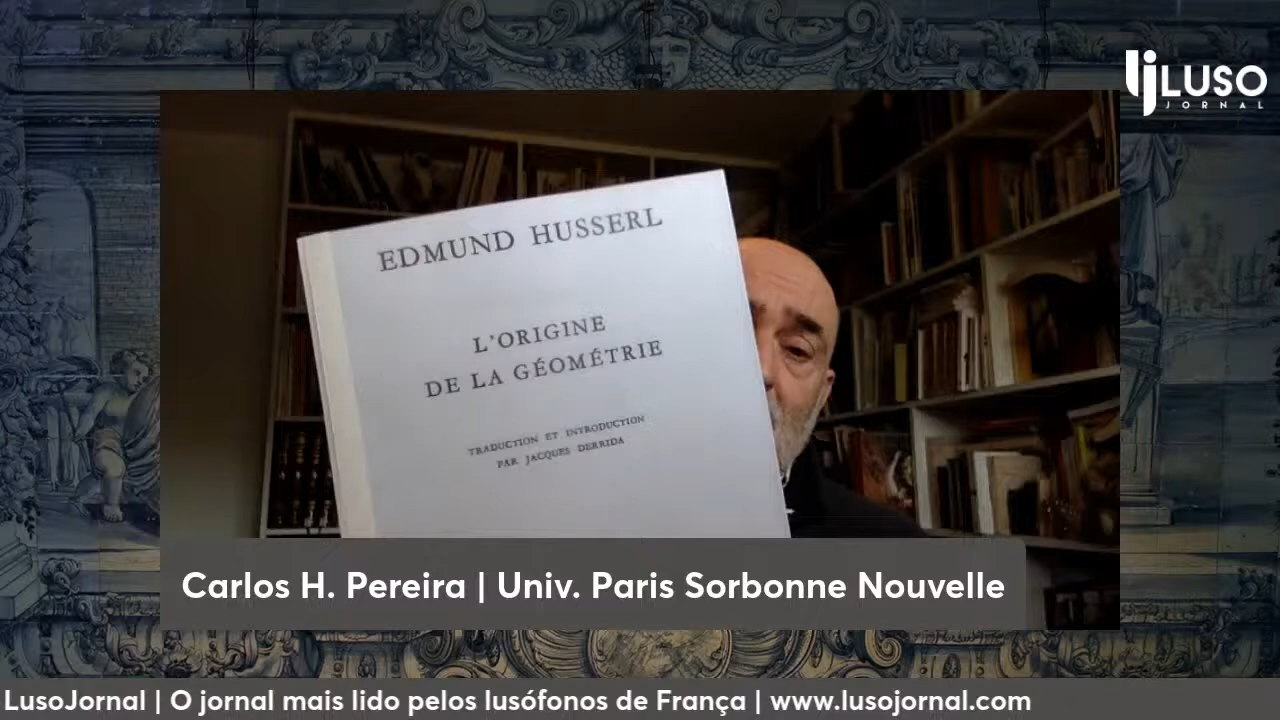 LUSO
JORNAL
EDMUND HUSSERL
L'ORIGINE
DE LA GÉOMÉTRIE
TRADUCTION ET INTRODUCTION
PAR JACQUES DERRIDA
Carlos H. Pereira | Univ. Paris Sorbonne Nouvelle
LusoJornal | O jornal mais lido pelos lusófonos de França | www.lusojornal.com